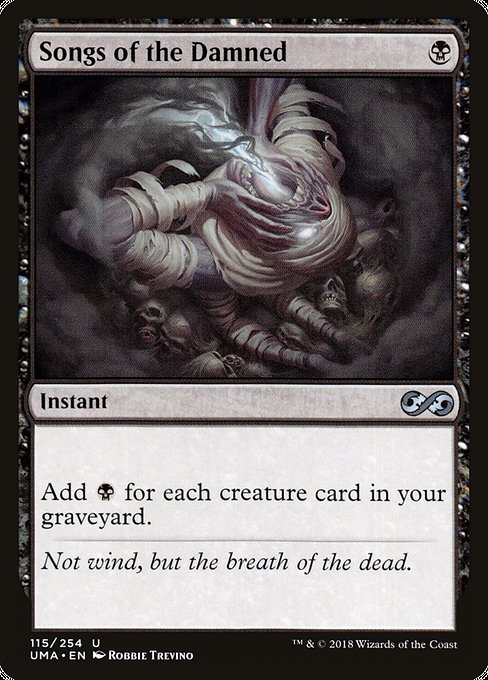 Songs of the Damned
Instant
Add for each creature card in your
graveyard.
Not wind, but the breath of the dead.
115/254 U
UMA • EN ROBBIE TREVINO
™ & © 2018 Wizards of the Coast